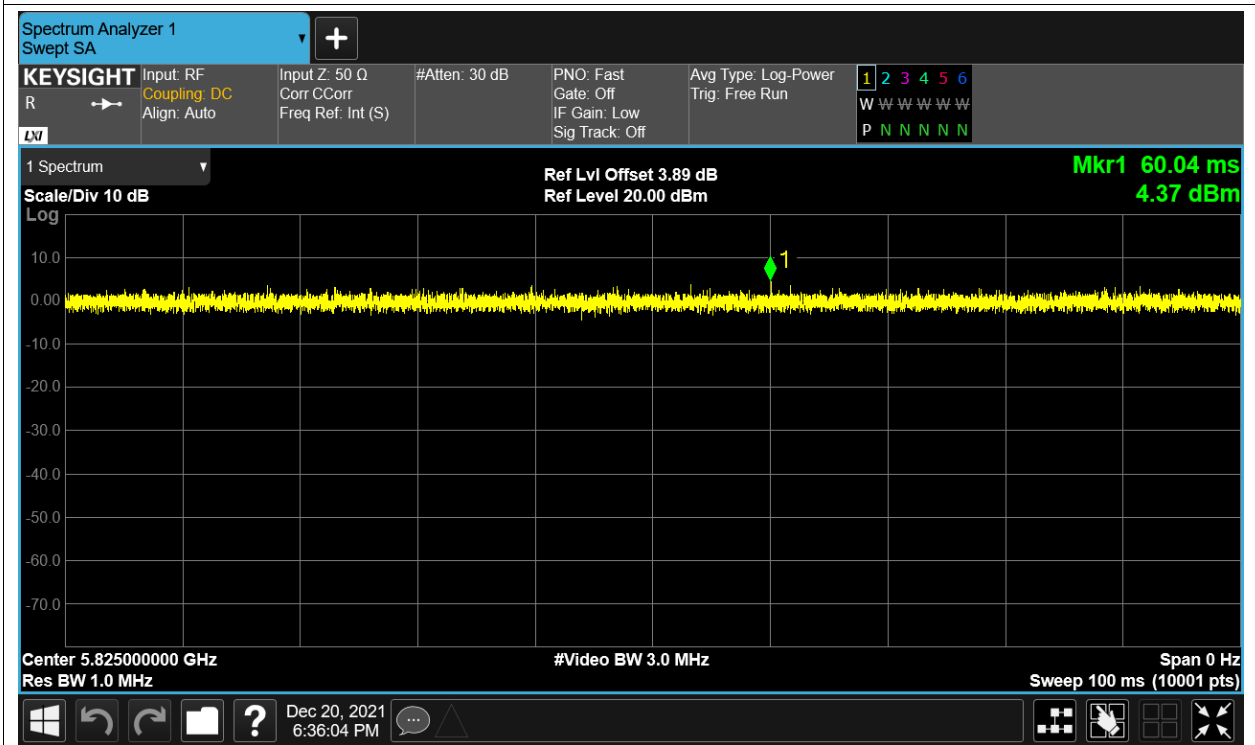 Spectrum Analyzer 1
Swept SA
KEYSIGHT
R
LXI
Input: RF
Coupling: DC
Align: Auto
Input Z: 50 Ω
Corr CCorr
Freq Ref: Int (S)
#Atten: 30 dB
PNO: Fast
Gate: Off
IF Gain: Low
Sig Track: Off
Avg Type: Log-Power
Trig: Free Run
1 2 3 4 5 6
W W W W W W
P N N N N N
1 Spectrum
Scale/Div 10 dB
Log
Ref Lvl Offset 3.89 dB
Ref Level 20.00 dBm
Mkr1 60.04 ms
4.37 dBm
1
10.0
0.00
-10.0
-20.0
-30.0
-40.0
-50.0
-60.0
-70.0
Center 5.825000000 GHz
Res BW 1.0 MHz
#Video BW 3.0 MHz
Span 0 Hz
Sweep 100 ms (10001 pts)
?
Dec 20, 2021
6:36:04 PM